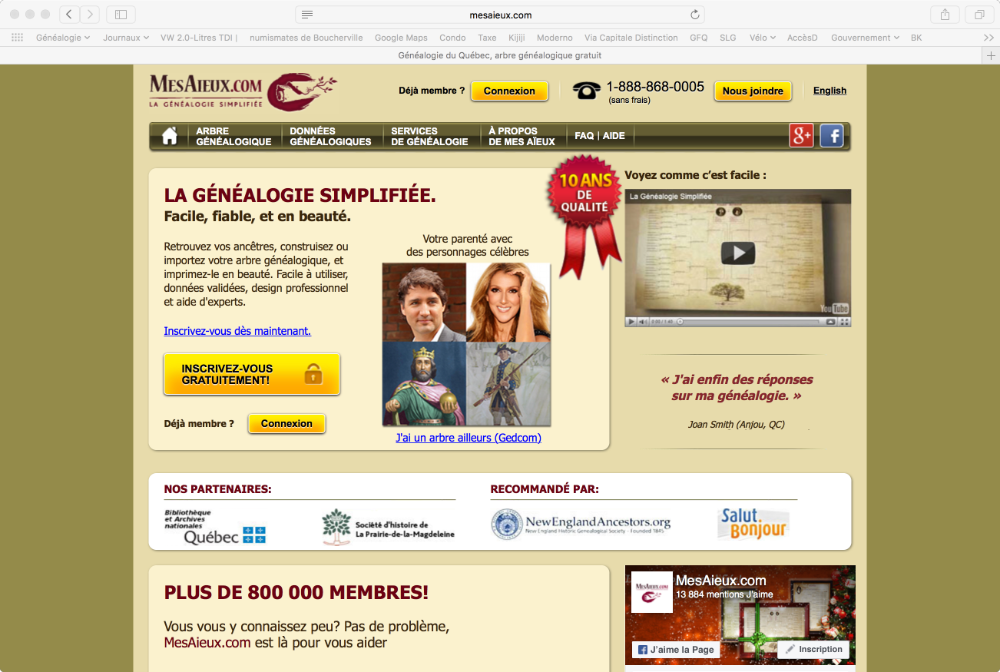 mesaieux.com
Généalogie
Journaux
VW 2.0-Litres TDI |
numismates de Boucherville
Google Maps
Condo
Taxe
Kijiji
Moderno
Via Capitale Distinction
GFQ
SLG
Vélo
AccèsD
Gouvernement
BK
Généalogie du Québec, arbre généalogique gratuit
MESAIEUX.COM
LA GÉNÉALOGIE SIMPLIFIÉE
Déjà membre ?
Connexion
1-888-868-0005
(sans frais)
Nous joindre
English
ARBRE
GÉNÉALOGIQUE
DONNÉES
GÉNÉALOGIQUES
SERVICES
DE GÉNÉALOGIE
À PROPOS
DE MES AÏEUX
FAQ | AIDE
g+
f
LA GÉNÉALOGIE SIMPLIFIÉE.
Facile, fiable, et en beauté.
Retrouvez vos ancêtres, construisez ou
importez votre arbre généalogique, et
imprimez-le en beauté. Facile à utiliser,
données validées, design professionnel
et aide d'experts.
Inscrivez-vous dès maintenant.
INSCRIVEZ-VOUS
GRATUITEMENT!
Déjà membre ?
Connexion
Votre parenté avec
des personnages célèbres
J'ai un arbre ailleurs (Gedcom)
10 ANS
DE
QUALITÉ
Voyez comme c’est facile :
La Généalogie Simplifiée
YouTube
0:00 / 1:40
« J'ai enfin des réponses
sur ma généalogie. »
Joan Smith (Anjou, QC)
NOS PARTENAIRES:
Bibliothèque
et Archives
nationales
Québec
Société d'histoire de
La Prairie-de-la-Magdeleine
RECOMMANDÉ PAR:
NewEnglandAncestors.org
New England Historic Genealogical Society - Founded 1845
Salut,
Bonjour
PLUS DE 800 000 MEMBRES!
Vous vous y connaissez peu? Pas de problème,
MesAieux.com est là pour vous aider
MESAIEUX.COM
MesAieux.com
13 884 mentions J’aime
J’aime la Page
Inscription